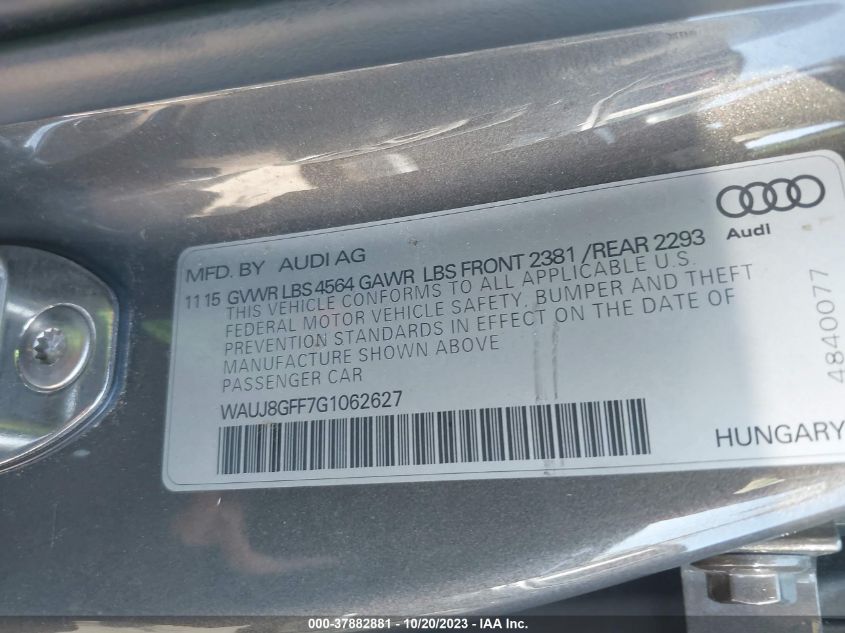 Audi
MFD. BY AUDI AG
11 15 GVWR LBS 4564 GAWR LBS FRONT 2381 /REAR 2293
THIS VEHICLE CONFORMS TO ALL APPLICABLE U.S.
FEDERAL MOTOR VEHICLE SAFETY, BUMPER AND THEFT
PREVENTION STANDARDS IN EFFECT ON THE DATE OF
MANUFACTURE SHOWN ABOVE
PASSENGER CAR
WAUJ8GFF7G1062627
HUNGARY
4840077
000-37882881 - 10/20/2023 - IAA Inc.